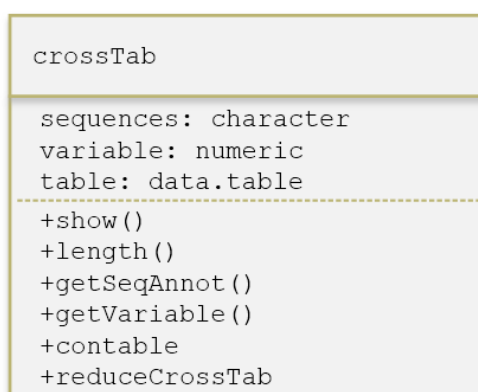 crossTab
sequences: character
variable: numeric
table: data.table
+show()
+length()
+getSeqAnnot()
+getVariable()
+contable
+reduceCrossTab